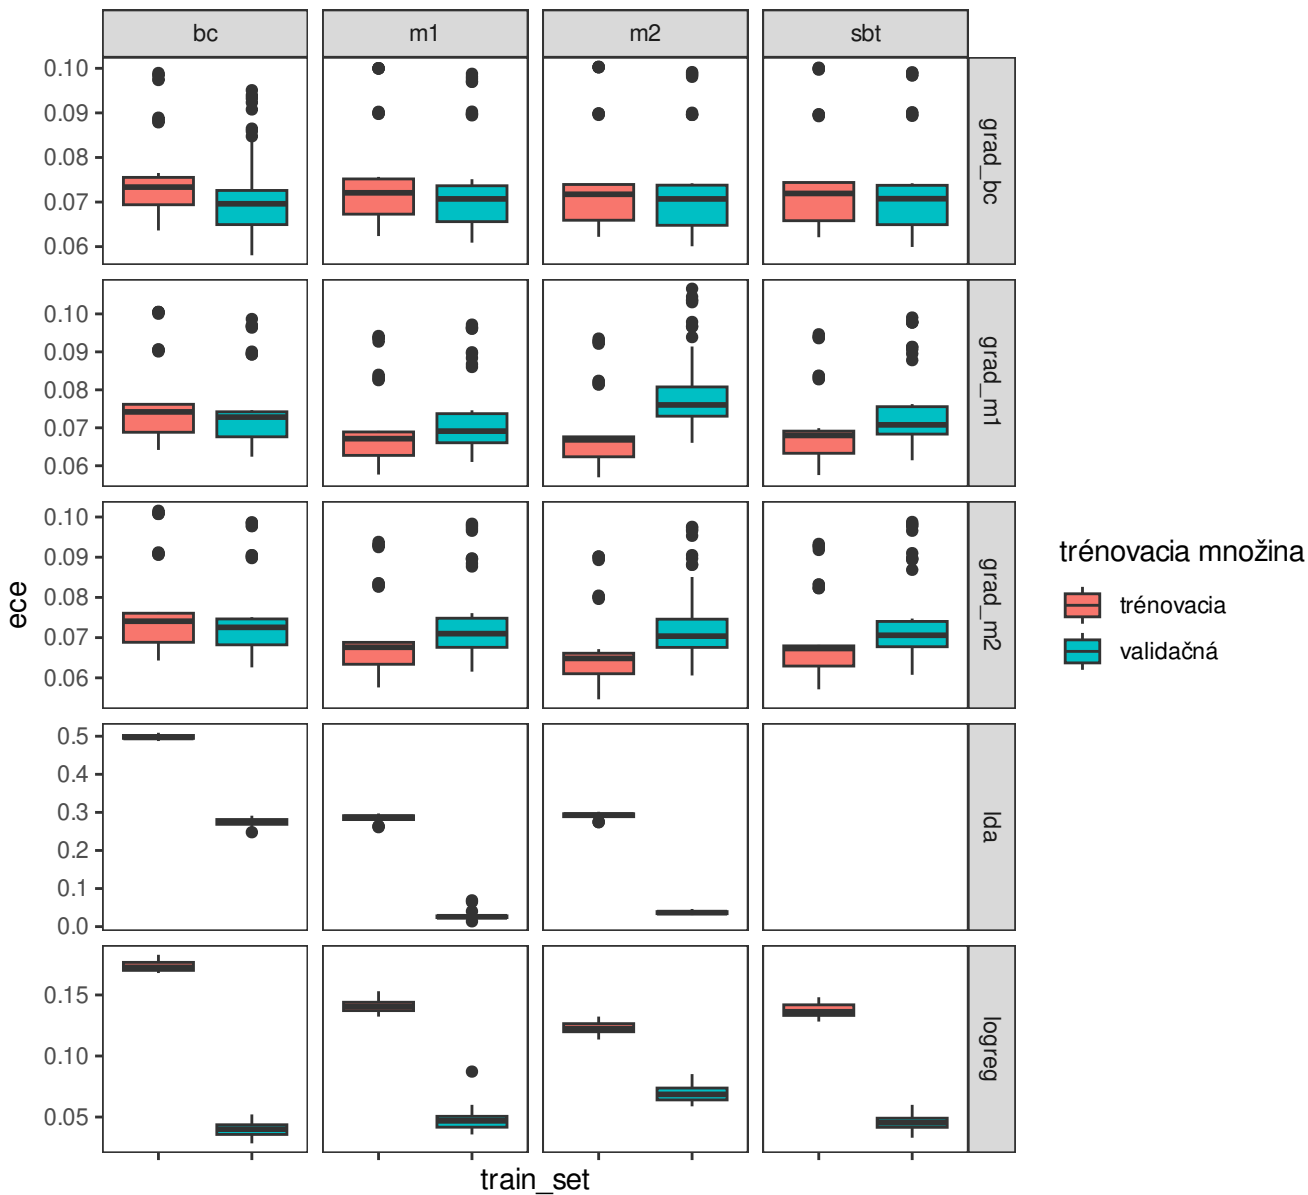 bc m1 m2 sbt
0.10
0.09
0.08
0.07
0.06
grad_bc
0.10
0.09
0.08
0.07
0.06
grad_m1
0.10
0.09
0.08
0.07
0.06
grad_m2
0.5
0.4
0.3
0.2
0.1
0.0
lda
0.15
0.10
0.05
logreg
ece
train_set
trénovacia množina
trénovacia
validačná